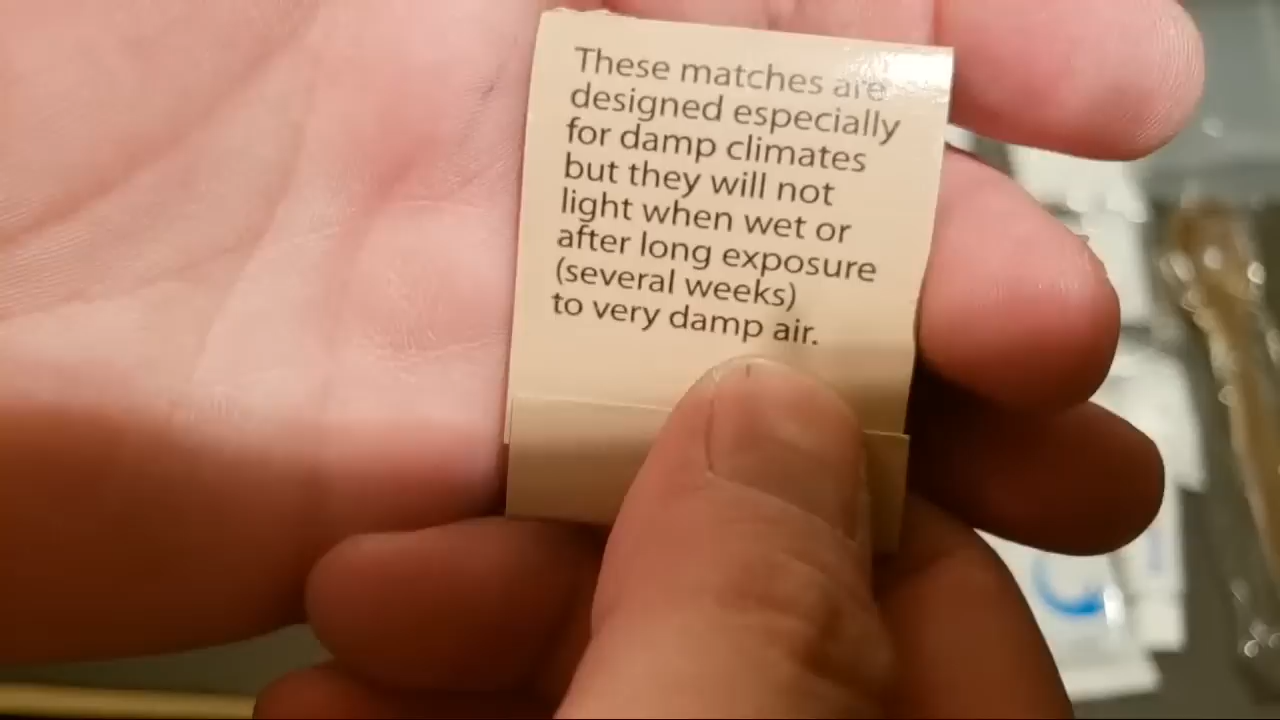 These matches are
designed especially
for damp climates
but they will not
light when wet or
after long exposure
(several weeks)
to very damp air.